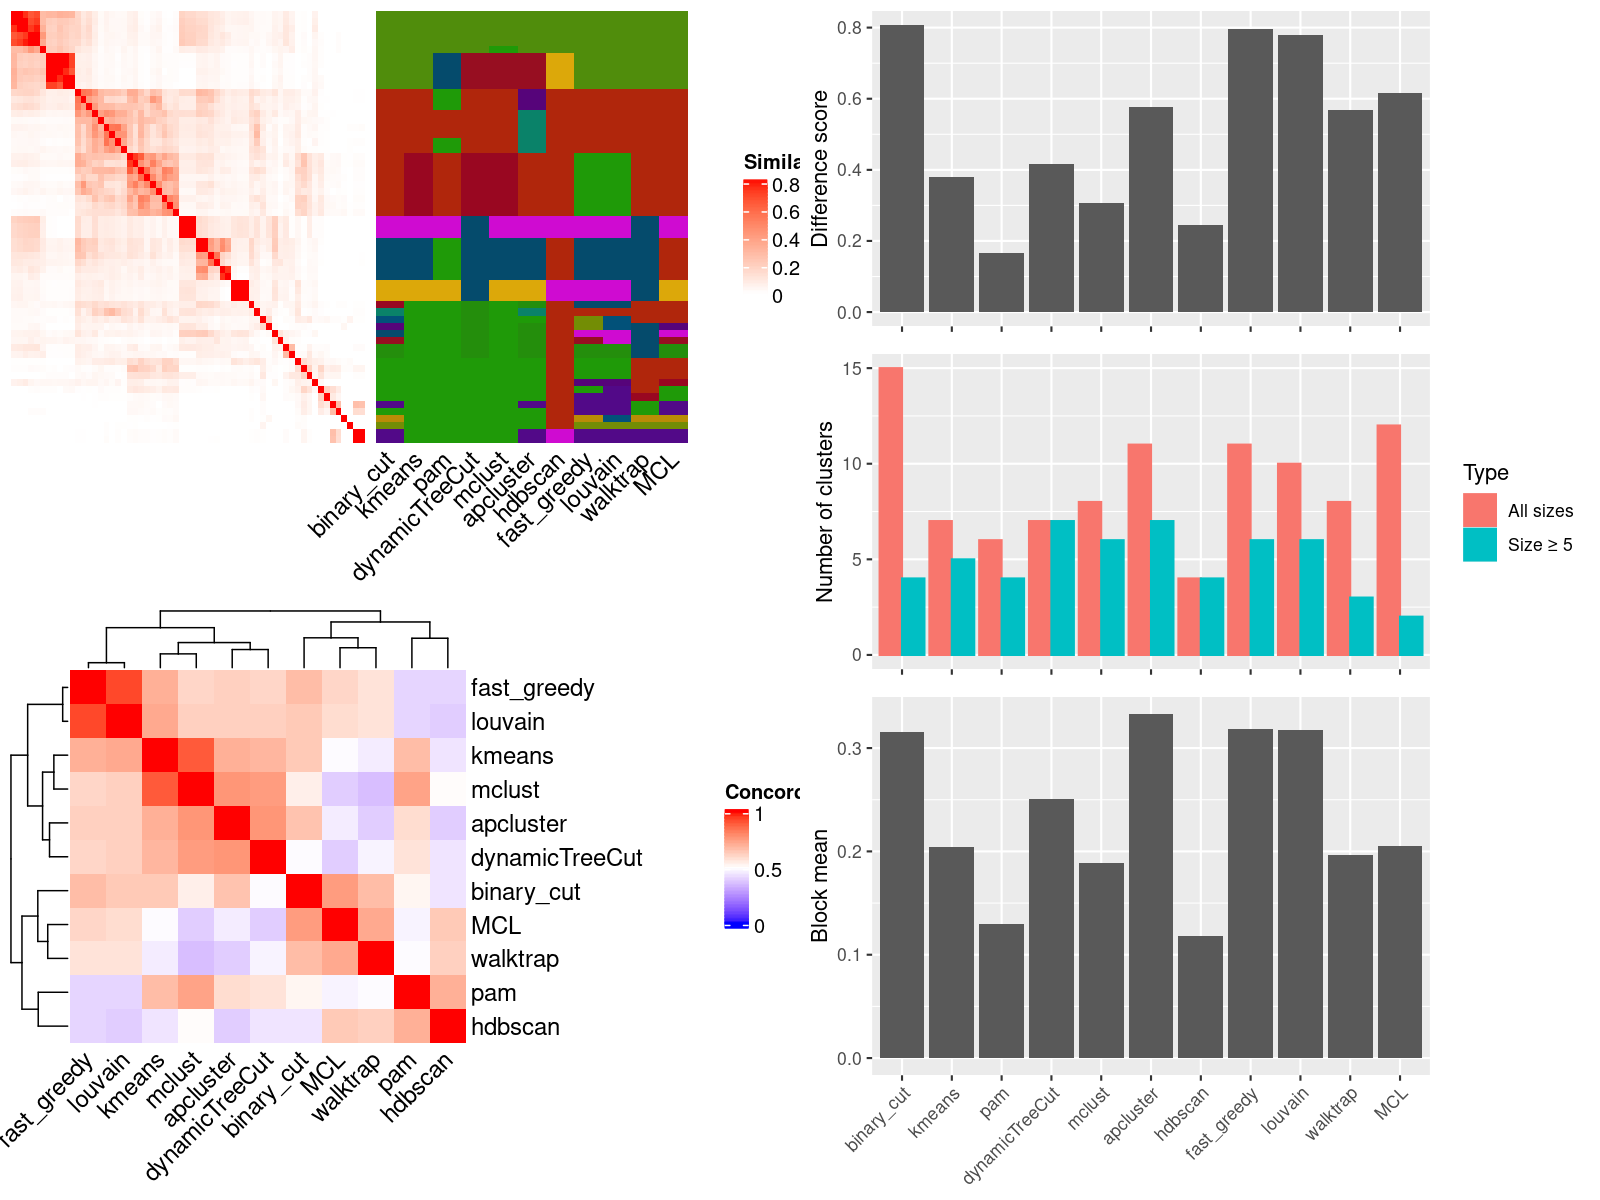 Simila
0.8
0.6
0.4
0.2
0
binary_cut
kmeans
pam
dynamicTreeCut
mclust
apcluster
hdbscan
fast_greedy
louvain
walktrap
MCL
fast_greedy
louvain
kmeans
mclust
apcluster
dynamicTreeCut
binary_cut
MCL
walktrap
pam
hdbscan
Concord
1
0.5
0
fast_greedy
louvain
kmeans
mclust
apcluster
dynamicTreeCut
binary_cut
MCL
walktrap
pam
hdbscan
Difference score
0.8
0.6
0.4
0.2
0.0
Number of clusters
15
10
5
0
Type
All sizes
Size ≥ 5
Block mean
0.3
0.2
0.1
0.0
binary_cut
kmeans
pam
dynamicTreeCut
mclust
apcluster
hdbscan
fast_greedy
louvain
walktrap
MCL